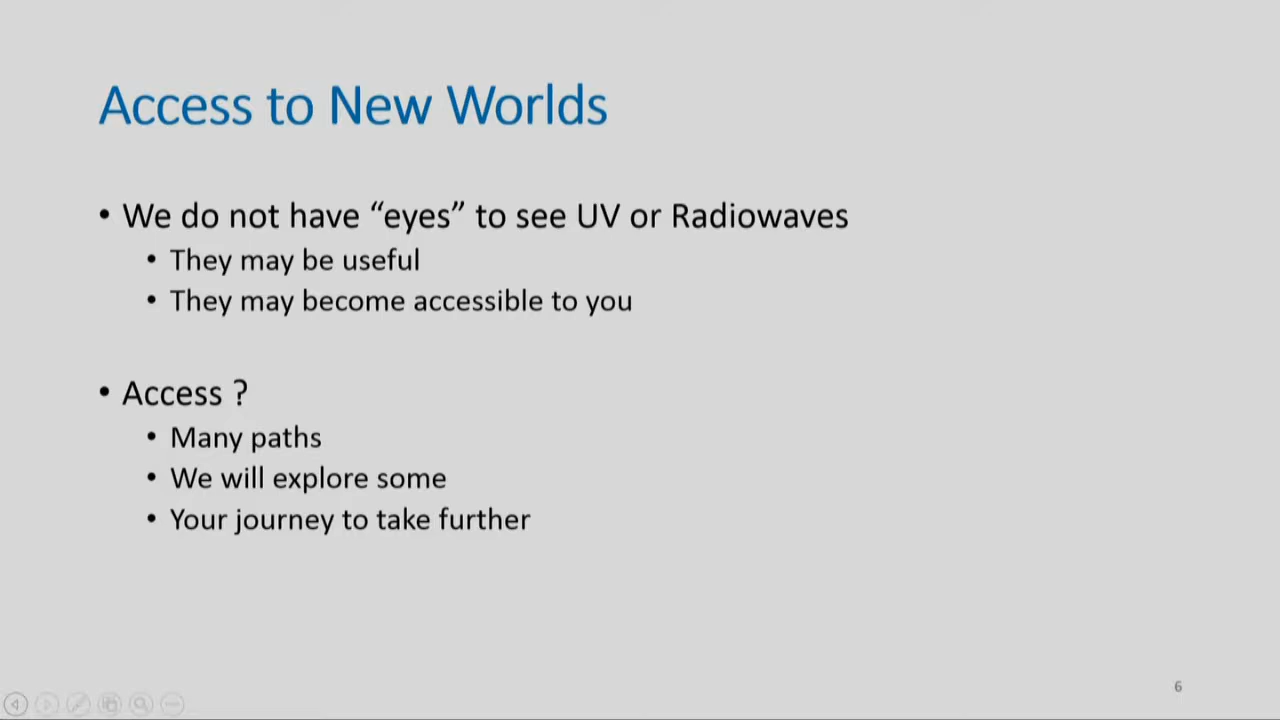 Access to New Worlds
• We do not have “eyes” to see UV or Radiowaves
• They may be useful
• They may become accessible to you
• Access ?
• Many paths
• We will explore some
• Your journey to take further
6